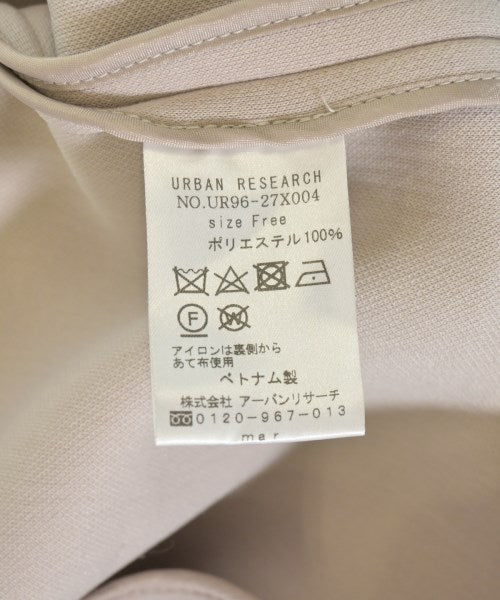 URBAN RESEARCH
NO.UR96-27X004
size Free
ポリエステル100%
F W
アイロンは裏側から
あて布使用
ベトナム製
株式会社 アーバンリサーチ
0120-967-013
mar